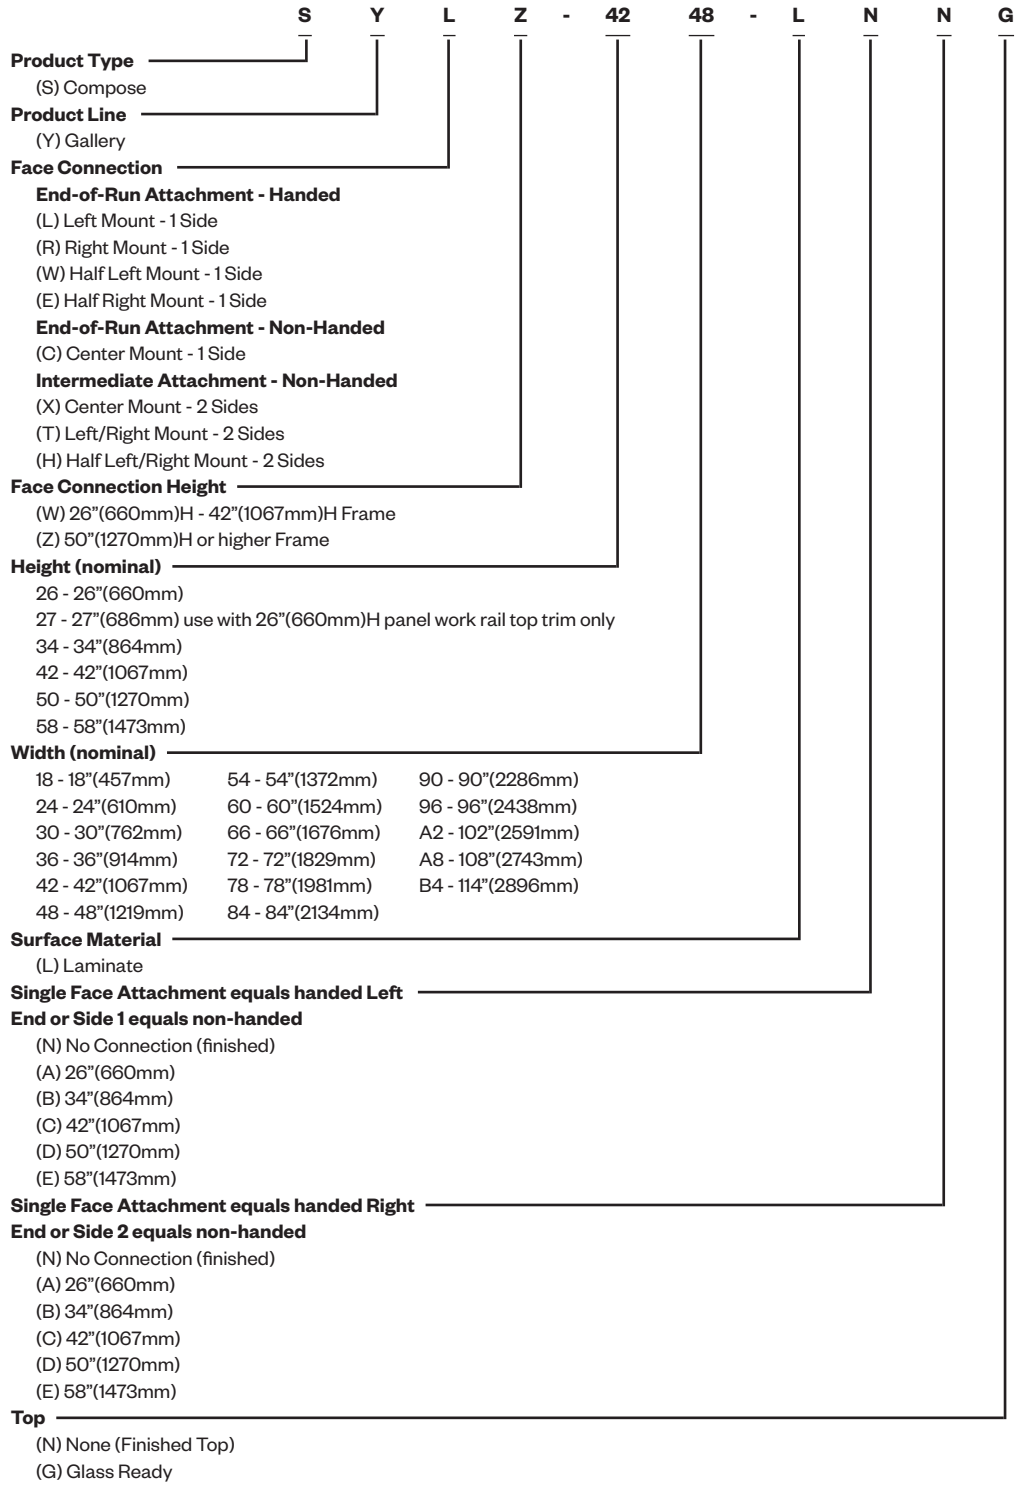 S Y L Z - 42 48 - L N N G
Product Type
(S) Compose
Product Line
(Y) Gallery
Face Connection
End-of-Run Attachment - Handed
(L) Left Mount - 1 Side
(R) Right Mount - 1 Side
(W) Half Left Mount - 1 Side
(E) Half Right Mount - 1 Side
End-of-Run Attachment - Non-Handed
(C) Center Mount - 1 Side
Intermediate Attachment - Non-Handed
(X) Center Mount - 2 Sides
(T) Left/Right Mount - 2 Sides
(H) Half Left/Right Mount - 2 Sides
Face Connection Height
(W) 26”(660mm)H - 42”(1067mm)H Frame
(Z) 50”(1270mm)H or higher Frame
Height (nominal)
26 - 26”(660mm)
27 - 27”(686mm) use with 26”(660mm)H panel work rail top trim only
34 - 34”(864mm)
42 - 42”(1067mm)
50 - 50”(1270mm)
58 - 58”(1473mm)
Width (nominal)
18 - 18”(457mm) 54 - 54”(1372mm) 90 - 90”(2286mm)
24 - 24”(610mm) 60 - 60”(1524mm) 96 - 96”(2438mm)
30 - 30”(762mm) 66 - 66”(1676mm) A2 - 102”(2591mm)
36 - 36”(914mm) 72 - 72”(1829mm) A8 - 108”(2743mm)
42 - 42”(1067mm) 78 - 78”(1981mm) B4 - 114”(2896mm)
48 - 48”(1219mm) 84 - 84”(2134mm)
Surface Material
(L) Laminate
Single Face Attachment equals handed Left
End or Side 1 equals non-handed
(N) No Connection (finished)
(A) 26”(660mm)
(B) 34”(864mm)
(C) 42”(1067mm)
(D) 50”(1270mm)
(E) 58”(1473mm)
Single Face Attachment equals handed Right
End or Side 2 equals non-handed
(N) No Connection (finished)
(A) 26”(660mm)
(B) 34”(864mm)
(C) 42”(1067mm)
(D) 50”(1270mm)
(E) 58”(1473mm)
Top
(N) None (Finished Top)
(G) Glass Ready